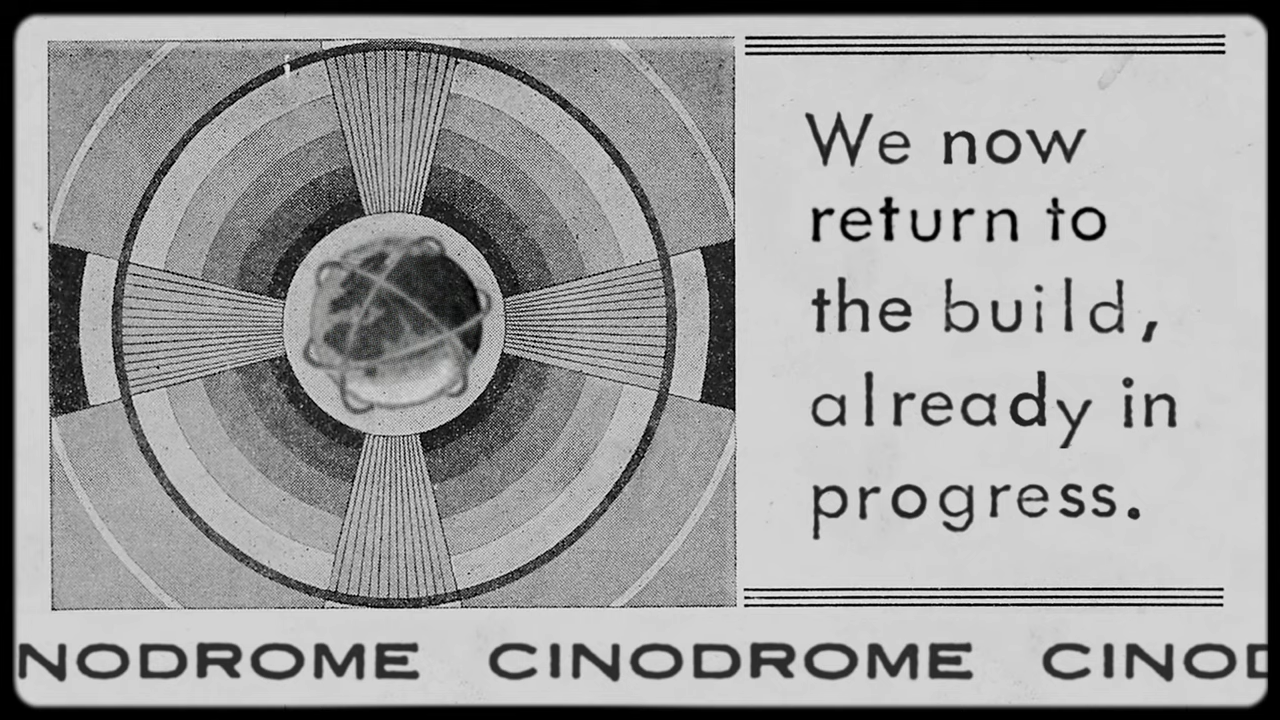 We now
return to
the build,
already in
progress.
NODROME CINODROME CINOD